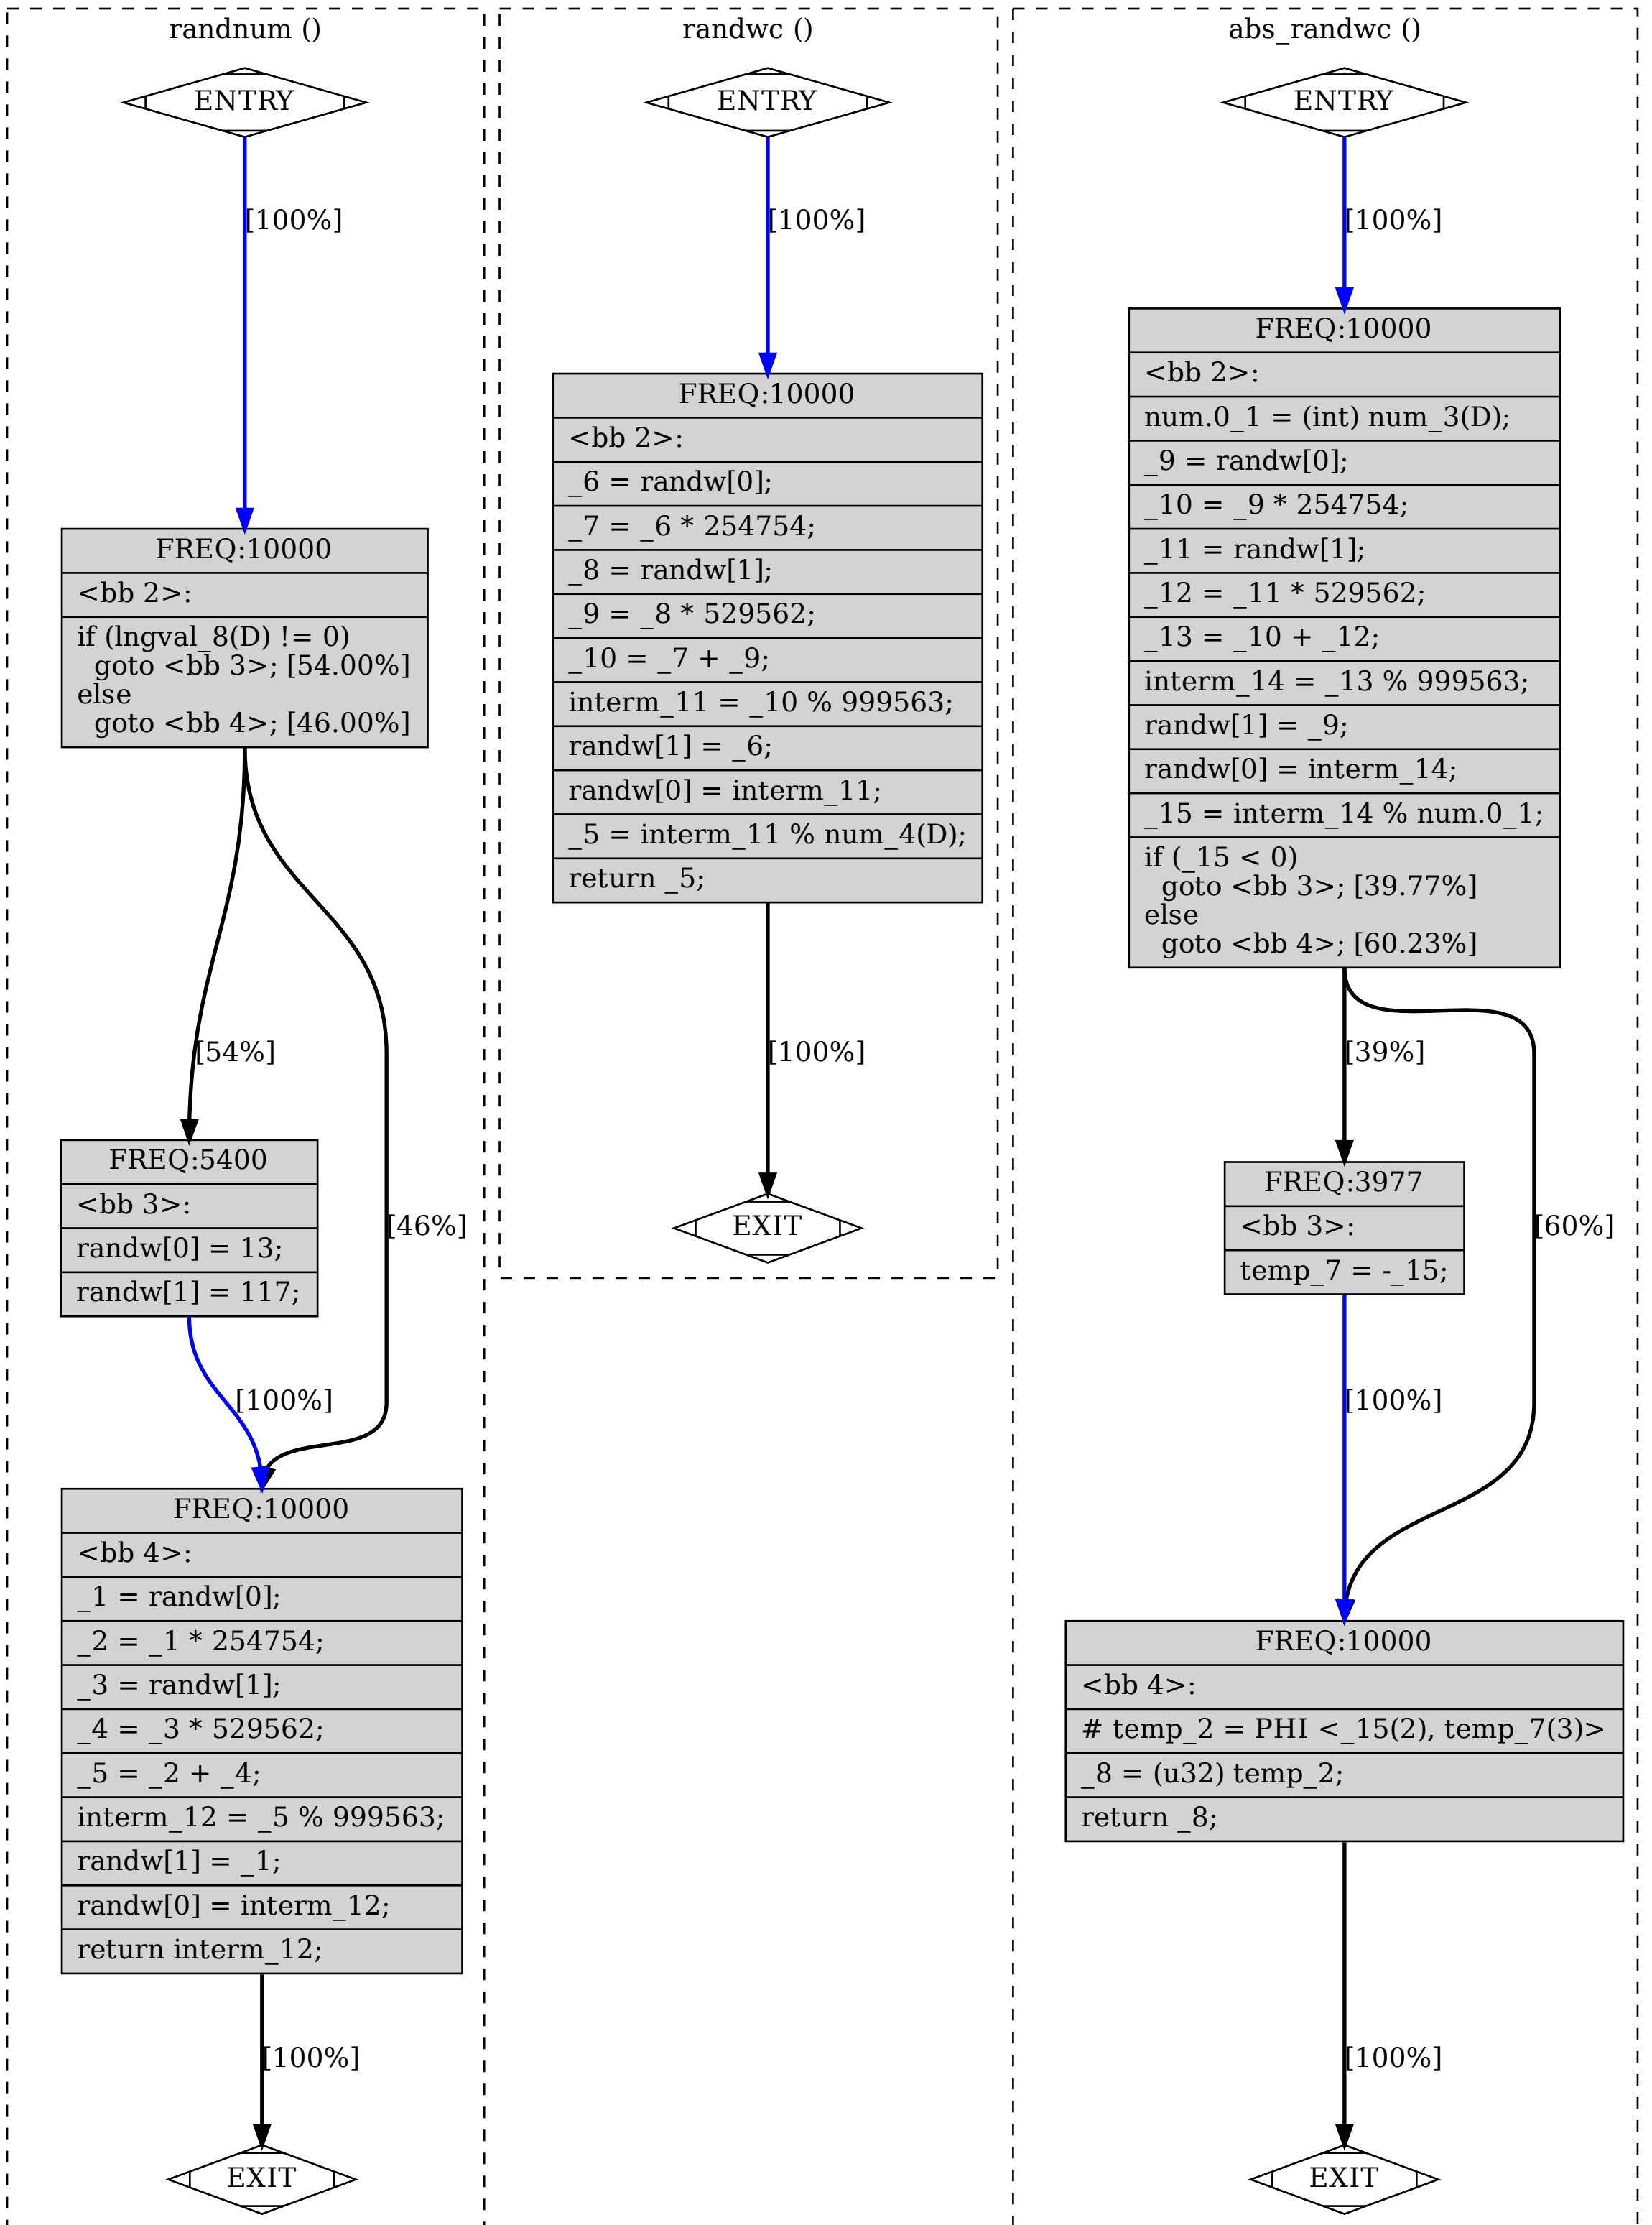 randnum ()
ENTRY
[100%]
FREQ:10000
<bb 2>:
if (lngval_8(D) != 0)
  goto <bb 3>; [54.00%]
else
  goto <bb 4>; [46.00%]
[54%]
[46%]
FREQ:5400
<bb 3>:
randw[0] = 13;
randw[1] = 117;
[100%]
FREQ:10000
<bb 4>:
_1 = randw[0];
_2 = _1 * 254754;
_3 = randw[1];
_4 = _3 * 529562;
_5 = _2 + _4;
interm_12 = _5 % 999563;
randw[1] = _1;
randw[0] = interm_12;
return interm_12;
[100%]
EXIT
randwc ()
ENTRY
[100%]
FREQ:10000
<bb 2>:
_6 = randw[0];
_7 = _6 * 254754;
_8 = randw[1];
_9 = _8 * 529562;
_10 = _7 + _9;
interm_11 = _10 % 999563;
randw[1] = _6;
randw[0] = interm_11;
_5 = interm_11 % num_4(D);
return _5;
[100%]
EXIT
abs_randwc ()
ENTRY
[100%]
FREQ:10000
<bb 2>:
num.0_1 = (int) num_3(D);
_9 = randw[0];
_10 = _9 * 254754;
_11 = randw[1];
_12 = _11 * 529562;
_13 = _10 + _12;
interm_14 = _13 % 999563;
randw[1] = _9;
randw[0] = interm_14;
_15 = interm_14 % num.0_1;
if (_15 < 0)
  goto <bb 3>; [39.77%]
else
  goto <bb 4>; [60.23%]
[39%]
[60%]
FREQ:3977
<bb 3>:
temp_7 = -_15;
[100%]
FREQ:10000
<bb 4>:
# temp_2 = PHI <_15(2), temp_7(3)>
_8 = (u32) temp_2;
return _8;
[100%]
EXIT